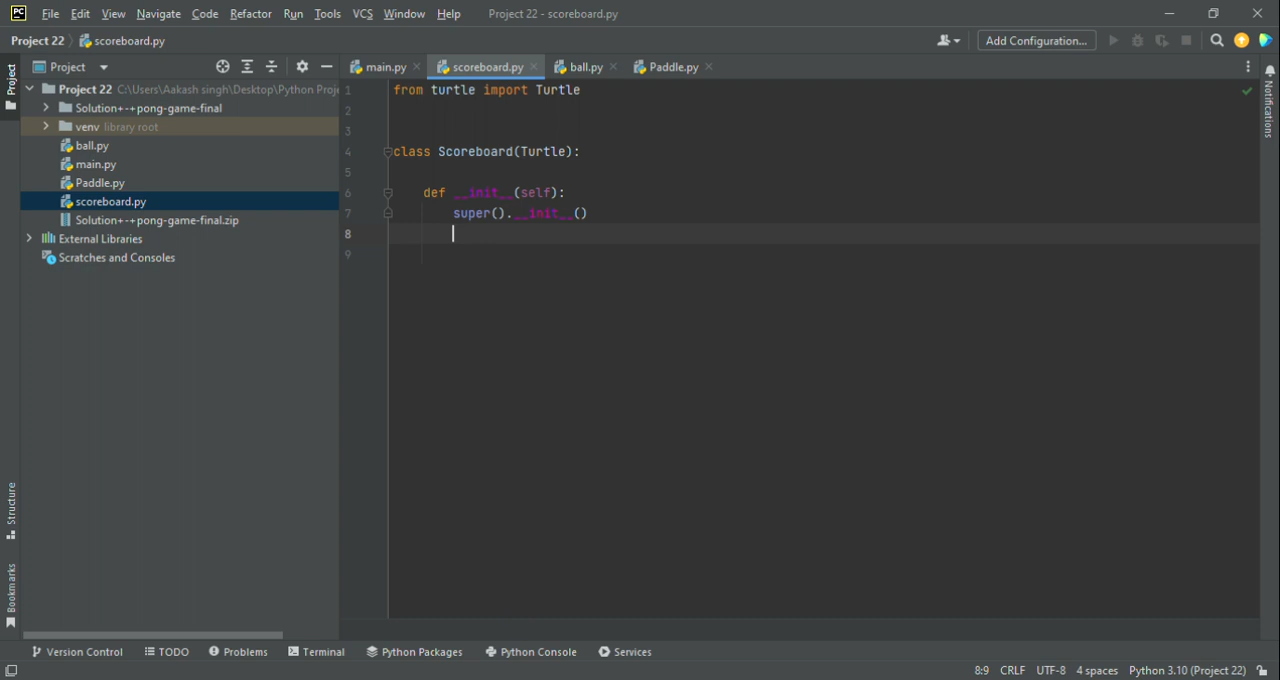 PC File Edit View Navigate Code Refactor Run Tools VCS Window Help Project 22 - scoreboard.py
Project 22 scoreboard.py Add Configuration...
Project Project main.py scoreboard.py ball.py Paddle.py Notifications
Project 22 C:\Users\Aakash singh\Desktop\Python Proj
Solution+-+pong-game-final
venv library root
ball.py
main.py
Paddle.py
scoreboard.py
Solution+-+pong-game-final.zip
External Libraries
Scratches and Consoles
1 from turtle import Turtle
2
3
4 class Scoreboard(Turtle):
5
6 def __init__(self):
7 super().__init__()
8
9
Structure
Bookmarks
Version Control TODO Problems Terminal Python Packages Python Console Services
8:9 CRLF UTF-8 4 spaces Python 3.10 (Project 22)